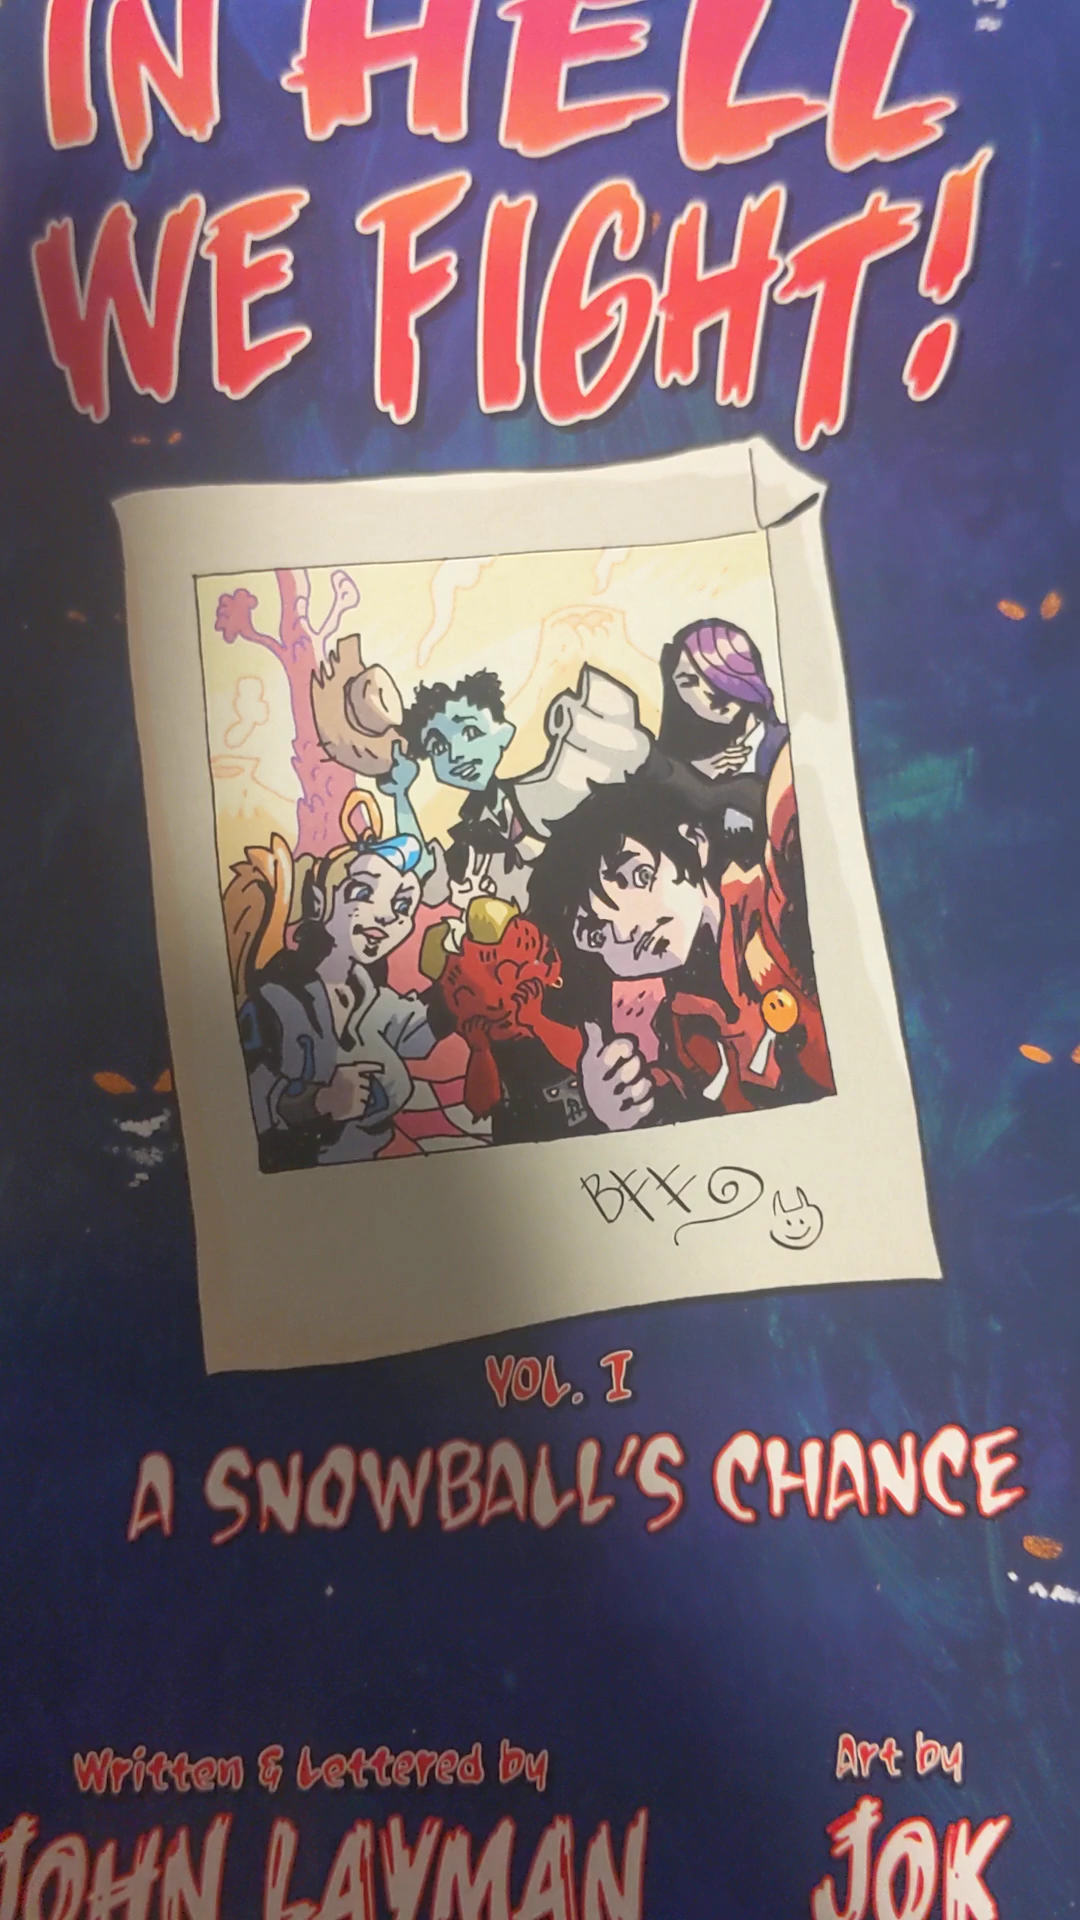 IN HELL
WE FIGHT!
BFF
VOL. I
A SNOWBALL'S CHANCE
Written & Lettered by
Art by
JOHN LAYMAN
JOK